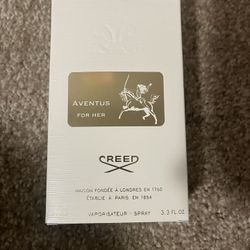 AVENTUS
FOR HER
CREED
MAISON FONDÉE À LONDRES EN 1760
ÉTABLIE À PARIS EN 1854
VAPORISATEUR - SPRAY 3.3 FL.OZ